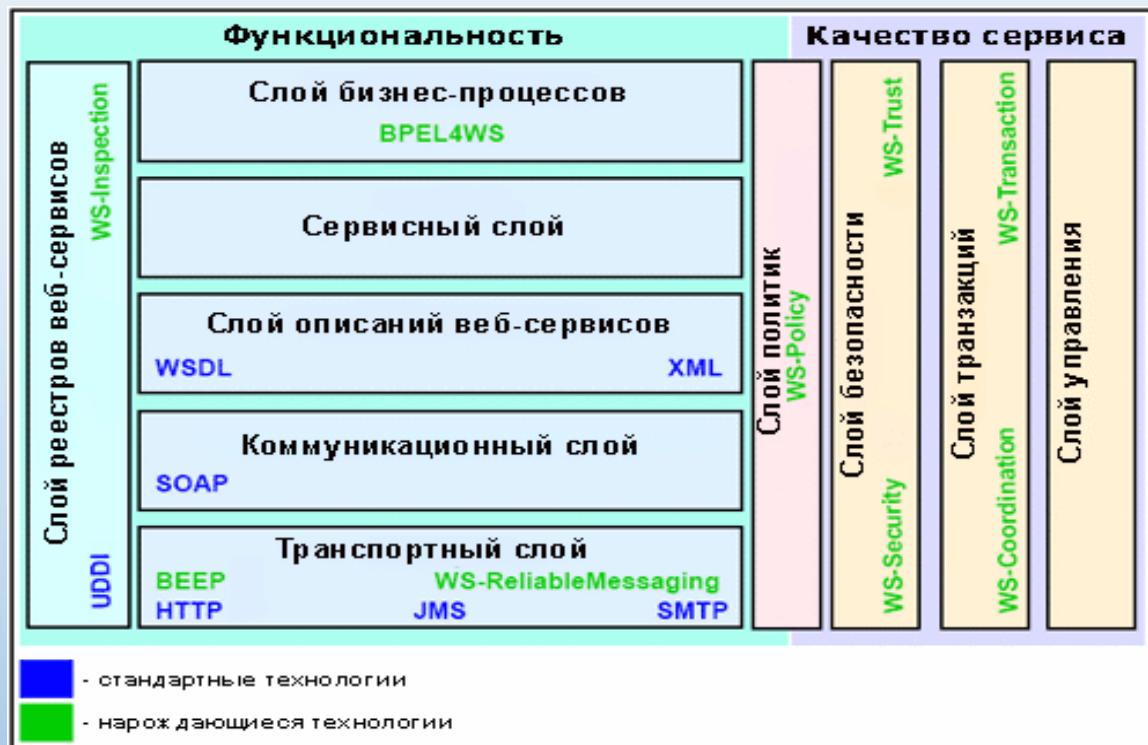 Функциональность
Качество сервиса
Слой реестров веб-сервисов
WS-Inspection
UDDI
Слой бизнес-процессов
BPEL4WS
Сервисный слой
Слой описаний веб-сервисов
WSDL XML
Коммуникационный слой
SOAP
Транспортный слой
BEEP WS-ReliableMessaging
HTTP JMS SMTP
Слой политик
WS-Policy
Слой безопасности
WS-Trust
WS-Security
Слой транзакций
WS-Transaction
WS-Coordination
Слой управления
- стандартные технологии
- нарождающиеся технологии